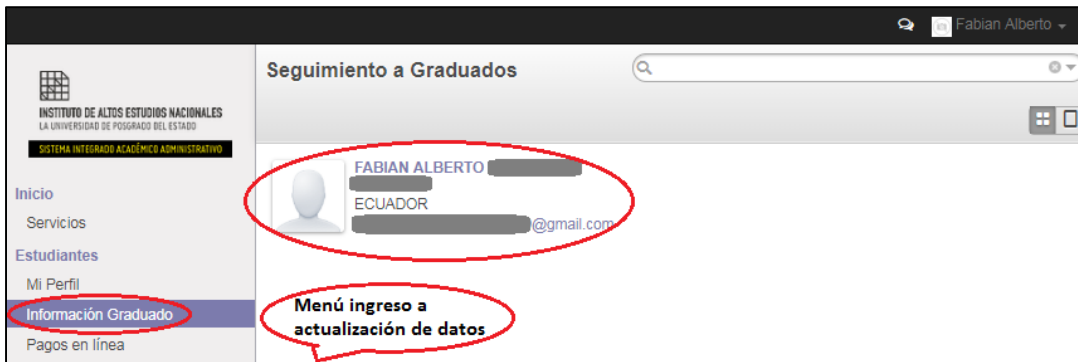 Fabian Alberto
INSTITUTO DE ALTOS ESTUDIOS NACIONALES
LA UNIVERSIDAD DE POSGRADO DEL ESTADO
SISTEMA INTEGRADO ACADÉMICO ADMINISTRATIVO
Seguimiento a Graduados
FABIAN ALBERTO
ECUADOR
@gmail.com
Inicio
Servicios
Estudiantes
Mi Perfil
Información Graduado
Pagos en línea
Menú ingreso a
actualización de datos